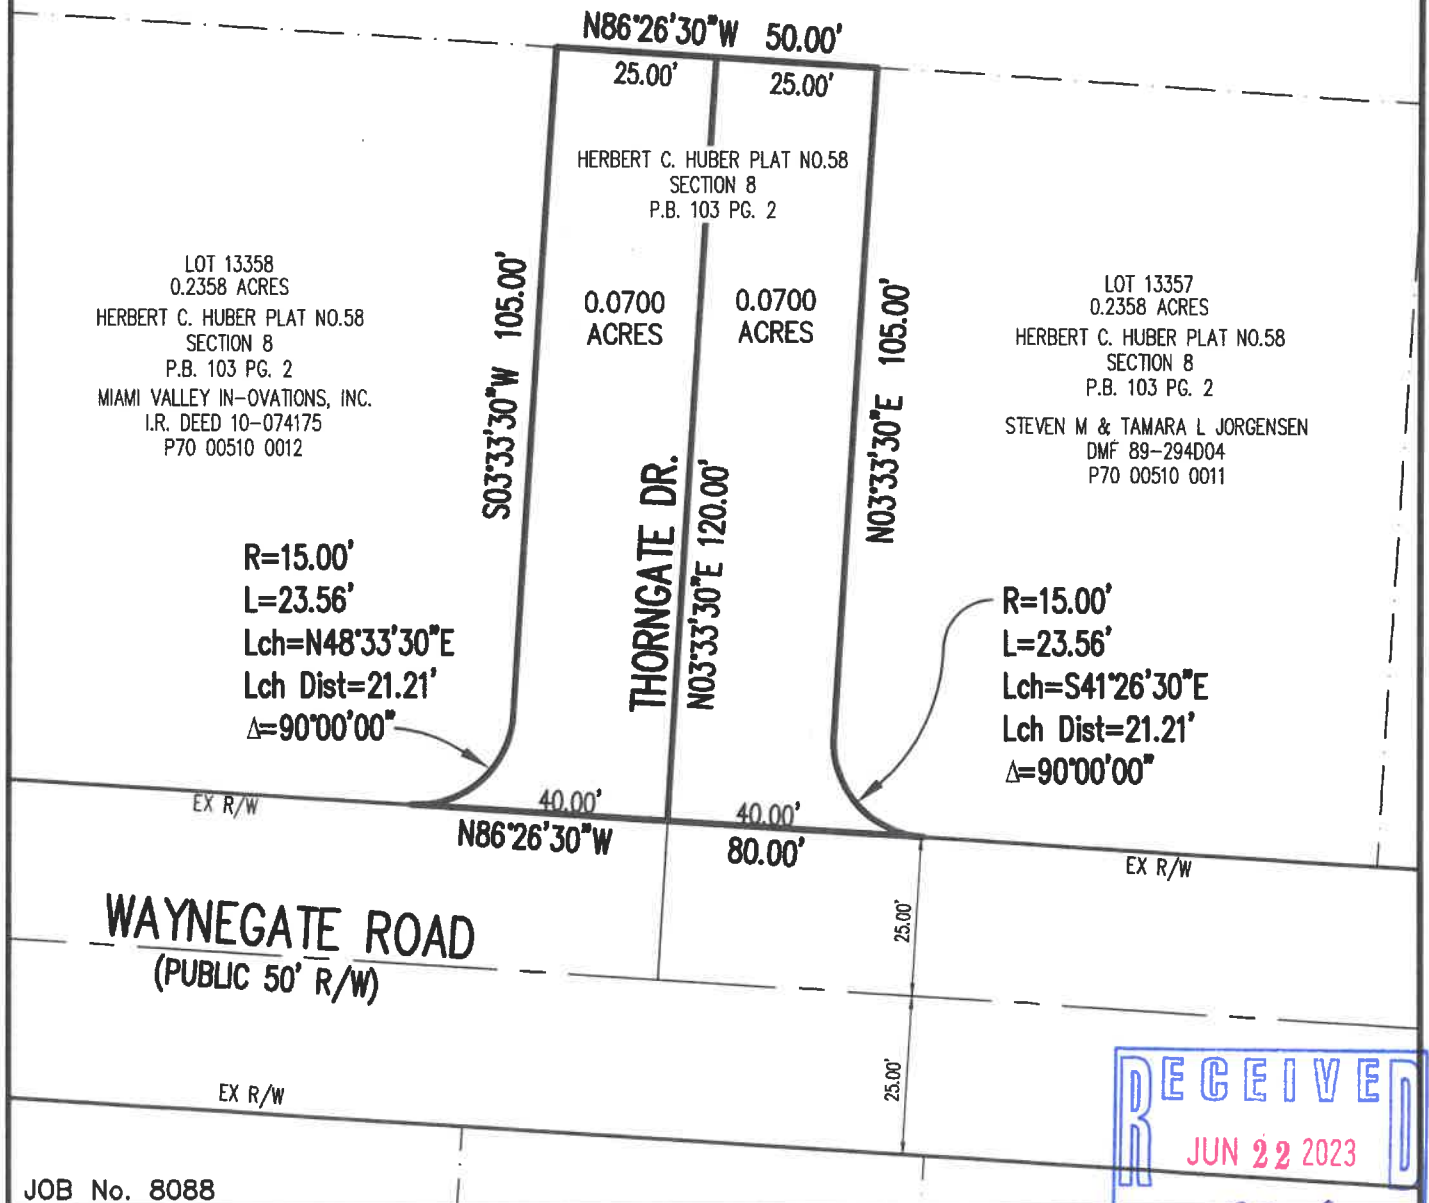 N86°26'30"W 50.00'
25.00'
25.00'
HERBERT C. HUBER PLAT NO.58
SECTION 8
P.B. 103 PG. 2
LOT 13358
0.2358 ACRES
HERBERT C. HUBER PLAT NO.58
SECTION 8
P.B. 103 PG. 2
MIAMI VALLEY IN-OVATIONS, INC.
I.R. DEED 10-074175
P70 00510 0012
S03°33'30"W 105.00'
0.0700
ACRES
0.0700
ACRES
N03°33'30"E 105.00'
LOT 13357
0.2358 ACRES
HERBERT C. HUBER PLAT NO.58
SECTION 8
P.B. 103 PG. 2
STEVEN M & TAMARA L JORGENSEN
DMF 89-294D04
P70 00510 0011
THORNGATE DR.
N03°33'30"E 120.00'
R=15.00'
L=23.56'
Lch=N48°33'30"E
Lch Dist=21.21'
Δ=90°00'00"
R=15.00'
L=23.56'
Lch=S41°26'30"E
Lch Dist=21.21'
Δ=90°00'00"
EX R/W
40.00'
40.00'
N86°26'30"W
80.00'
EX R/W
WAYNEGATE ROAD
(PUBLIC 50' R/W)
25.00'
25.00'
EX R/W
RECEIVED
JUN 22 2023
JOB No. 8088